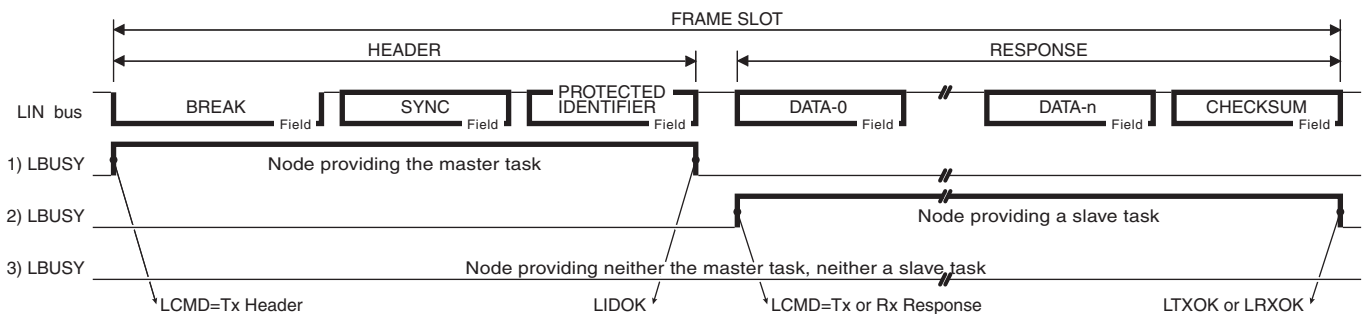 FRAME SLOT
HEADER
RESPONSE
LIN bus
BREAK
Field
SYNC
Field
PROTECTED
IDENTIFIER
Field
DATA-0
Field
DATA-n
Field
CHECKSUM
Field
1) LBUSY
Node providing the master task
2) LBUSY
Node providing a slave task
3) LBUSY
Node providing neither the master task, neither a slave task
LCMD=Tx Header
LIDOK
LCMD=Tx or Rx Response
LTXOK or LRXOK